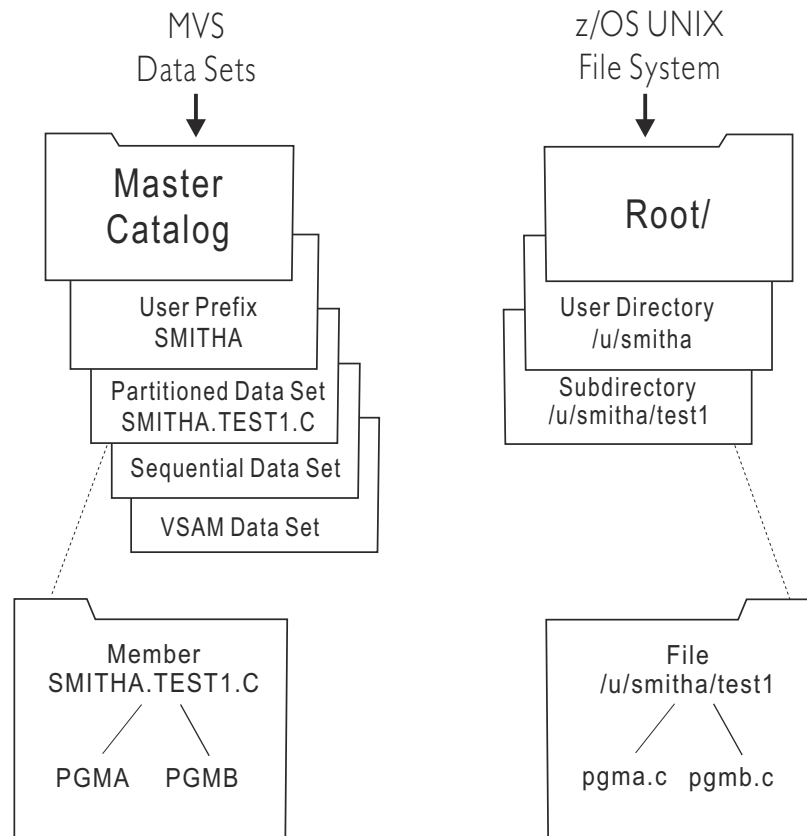 MVS
Data Sets
Master
Catalog
User Prefix
SMITHA
Partitioned Data Set
SMITHA.TEST1.C
Sequential Data Set
VSAM Data Set
Member
SMITHA.TEST1.C
PGMA
PGMB
z/OS UNIX
File System
Root/
User Directory
/u/smitha
Subdirectory
/u/smitha/test1
File
/u/smitha/test1
pgma.c
pgmb.c